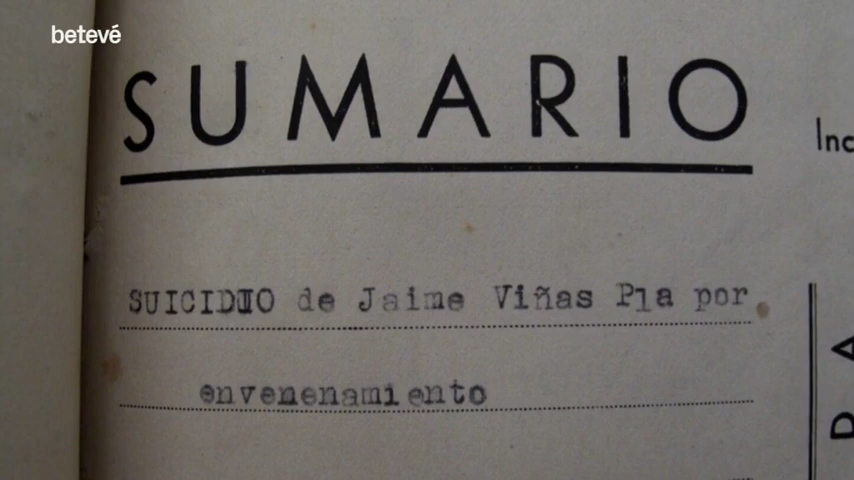 betevé
SUMARIO
Inc
SUICIDIO de Jaime Viñas Pla por
envenenamiento